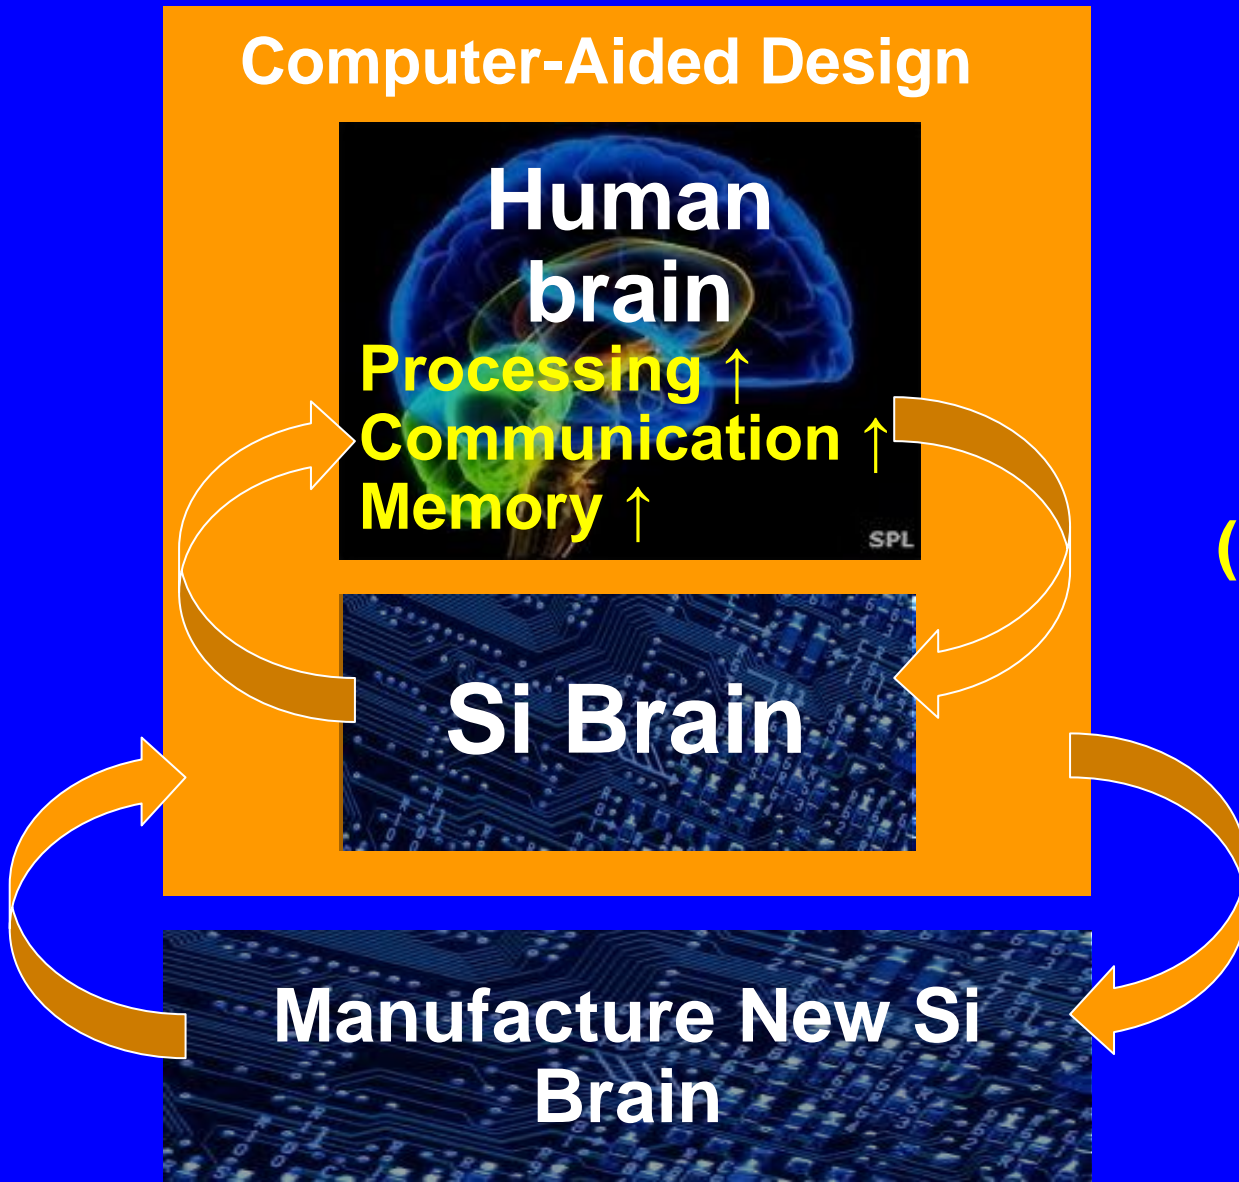 Computer-Aided Design
Human
brain
Processing ↑
Communication ↑
Memory ↑
SPL
(
Si Brain
Manufacture New Si
Brain